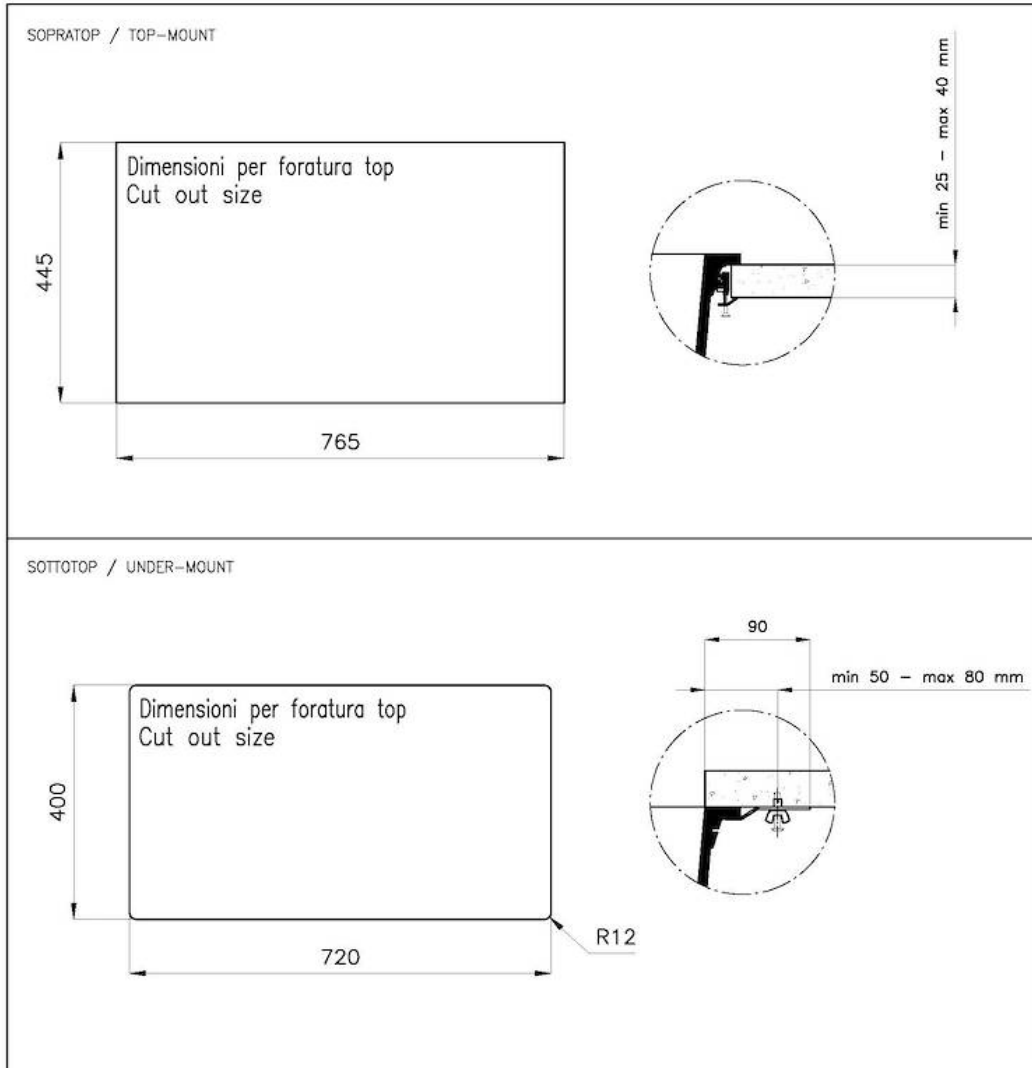 SOPRATOP / TOP-MOUNT
min 25 - max 40 mm
Dimensioni per foratura top
Cut out size
445
765
SOTTOTOP / UNDER-MOUNT
90
min 50 - max 80 mm
Dimensioni per foratura top
Cut out size
400
R12
720